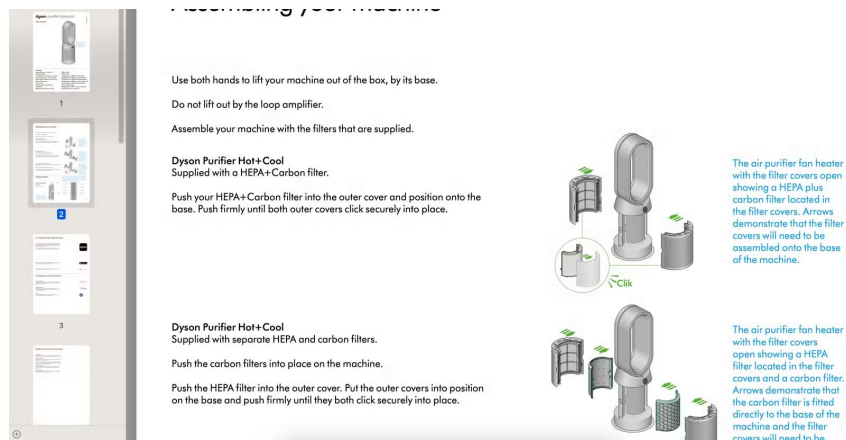 Assembling your machine
Use both hands to lift your machine out of the box, by its base.
Do not lift out by the loop amplifier.
Assemble your machine with the filters that are supplied.
Dyson Purifier Hot+Cool
Supplied with a HEPA+Carbon filter.
Push your HEPA+Carbon filter into the outer cover and position onto the
base. Push firmly until both outer covers click securely into place.
Clik
The air purifier fan heater
with the filter covers open
showing a HEPA plus
carbon filter located in
the filter covers. Arrows
demonstrate that the filter
covers will need to be
assembled onto the base
of the machine.
Dyson Purifier Hot+Cool
Supplied with separate HEPA and carbon filters.
Push the carbon filters into place on the machine.
Push the HEPA filter into the outer cover. Put the outer covers into position
on the base and push firmly until they both click securely into place.
The air purifier fan heater
with the filter covers
open showing a HEPA
filter located in the filter
covers and a carbon filter.
Arrows demonstrate that
the carbon filter is fitted
directly to the base of the
machine and the filter
covers will need to be
dyson purifier hot+cool
1
2
3